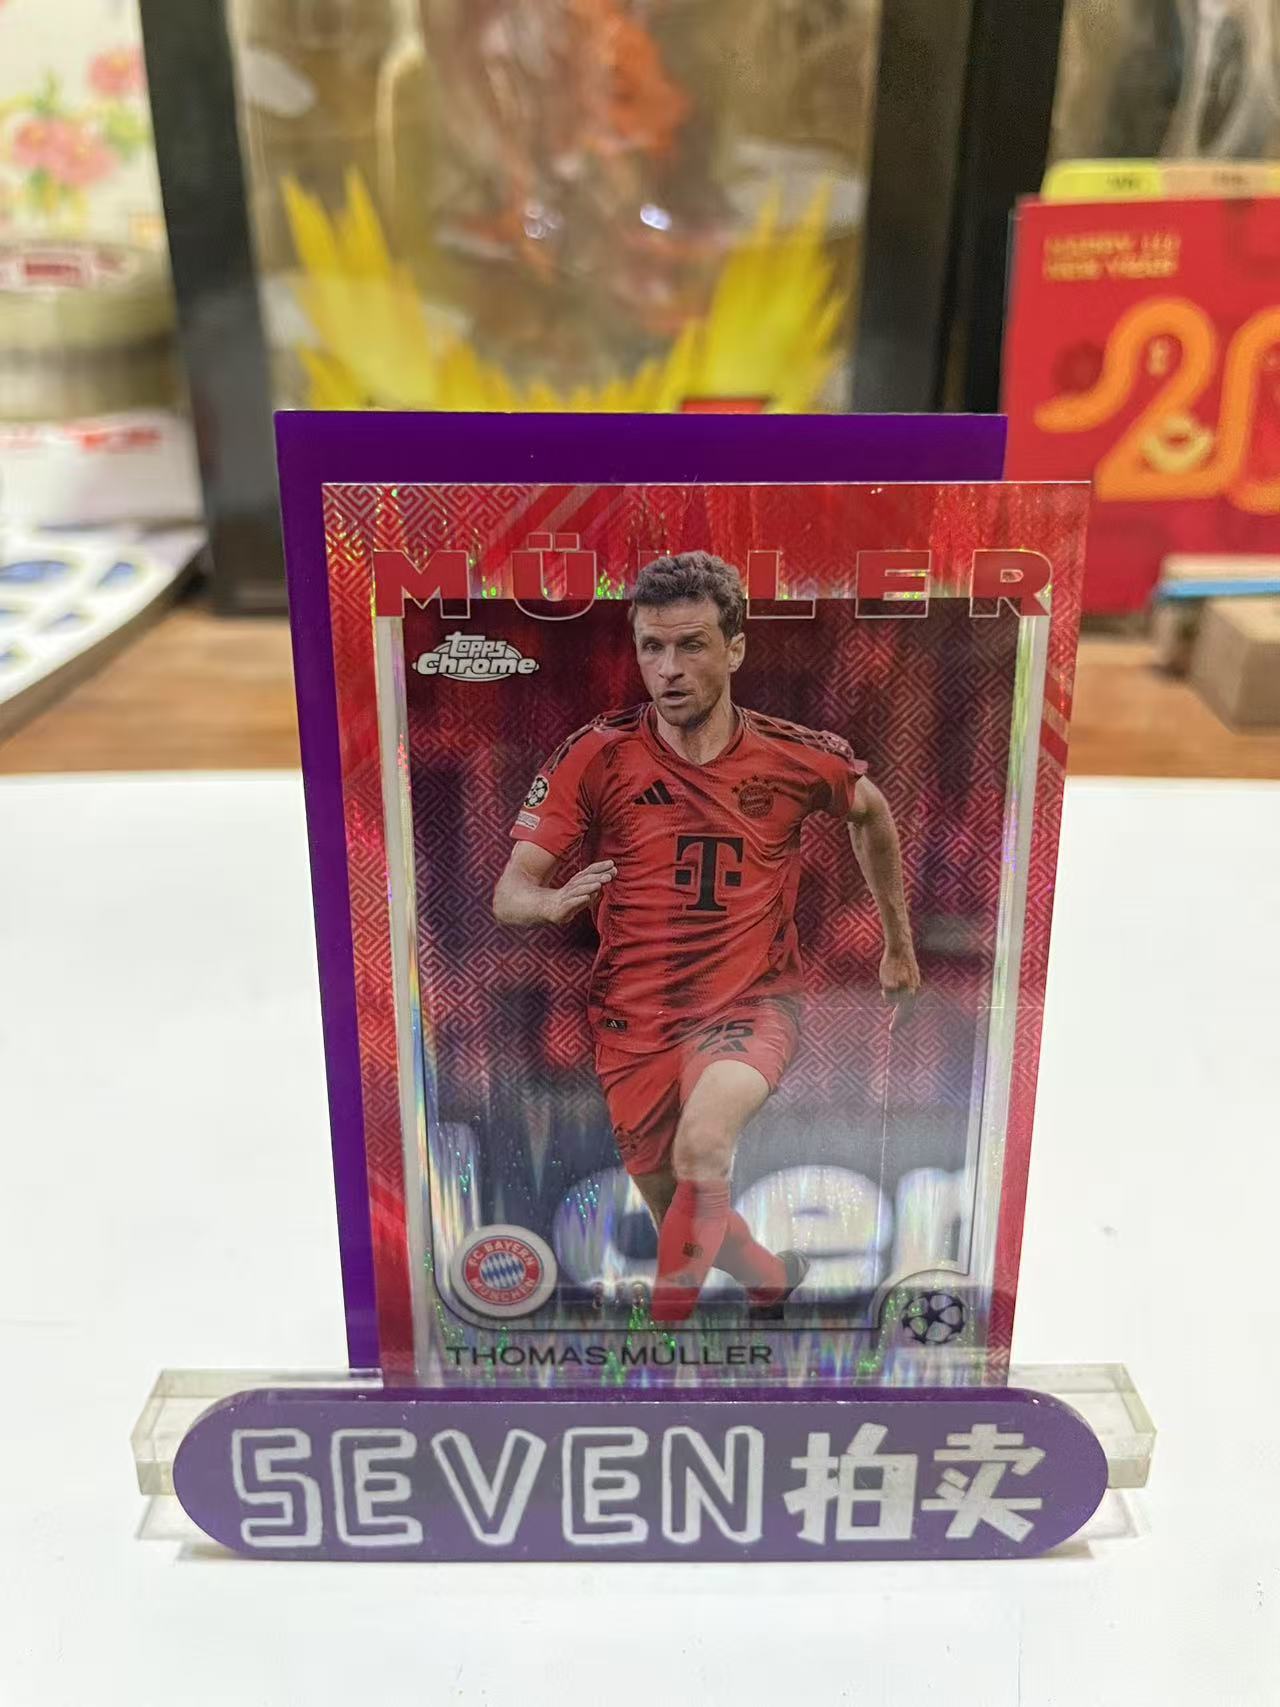 MÜLLER
Topps
Chrome
T
25
FC BAYERN
MÜNCHEN
THOMAS MÜLLER
SEVEN拍卖